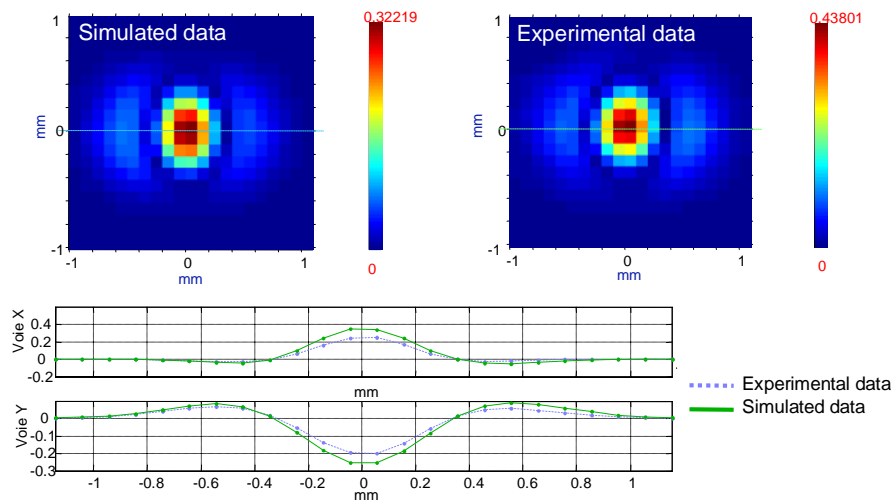 Simulated data
1
0
-1
mm
-1
0
1
mm
0.32219
0
Experimental data
1
0
-1
mm
-1
0
1
mm
0.43801
0
Voie X
0.4
0.2
0
-0.2
mm
Voie Y
0
-0.1
-0.2
-0.3
-1
-0.8
-0.6
-0.4
-0.2
0
0.2
0.4
0.6
0.8
1
mm
Experimental data
Simulated data